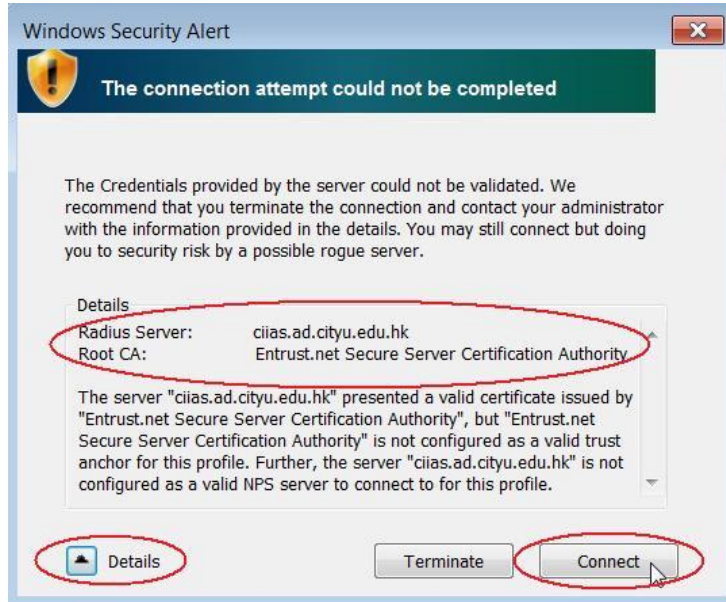 Windows Security Alert
The connection attempt could not be completed
The Credentials provided by the server could not be validated. We
recommend that you terminate the connection and contact your administrator
with the information provided in the details. You may still connect but doing
you to security risk by a possible rogue server.
Details
Radius Server: ciias.ad.cityu.edu.hk
Root CA: Entrust.net Secure Server Certification Authority
The server "ciias.ad.cityu.edu.hk" presented a valid certificate issued by
"Entrust.net Secure Server Certification Authority", but "Entrust.net
Secure Server Certification Authority" is not configured as a valid trust
anchor for this profile. Further, the server "ciias.ad.cityu.edu.hk" is not
configured as a valid NPS server to connect to for this profile.
Details Terminate Connect